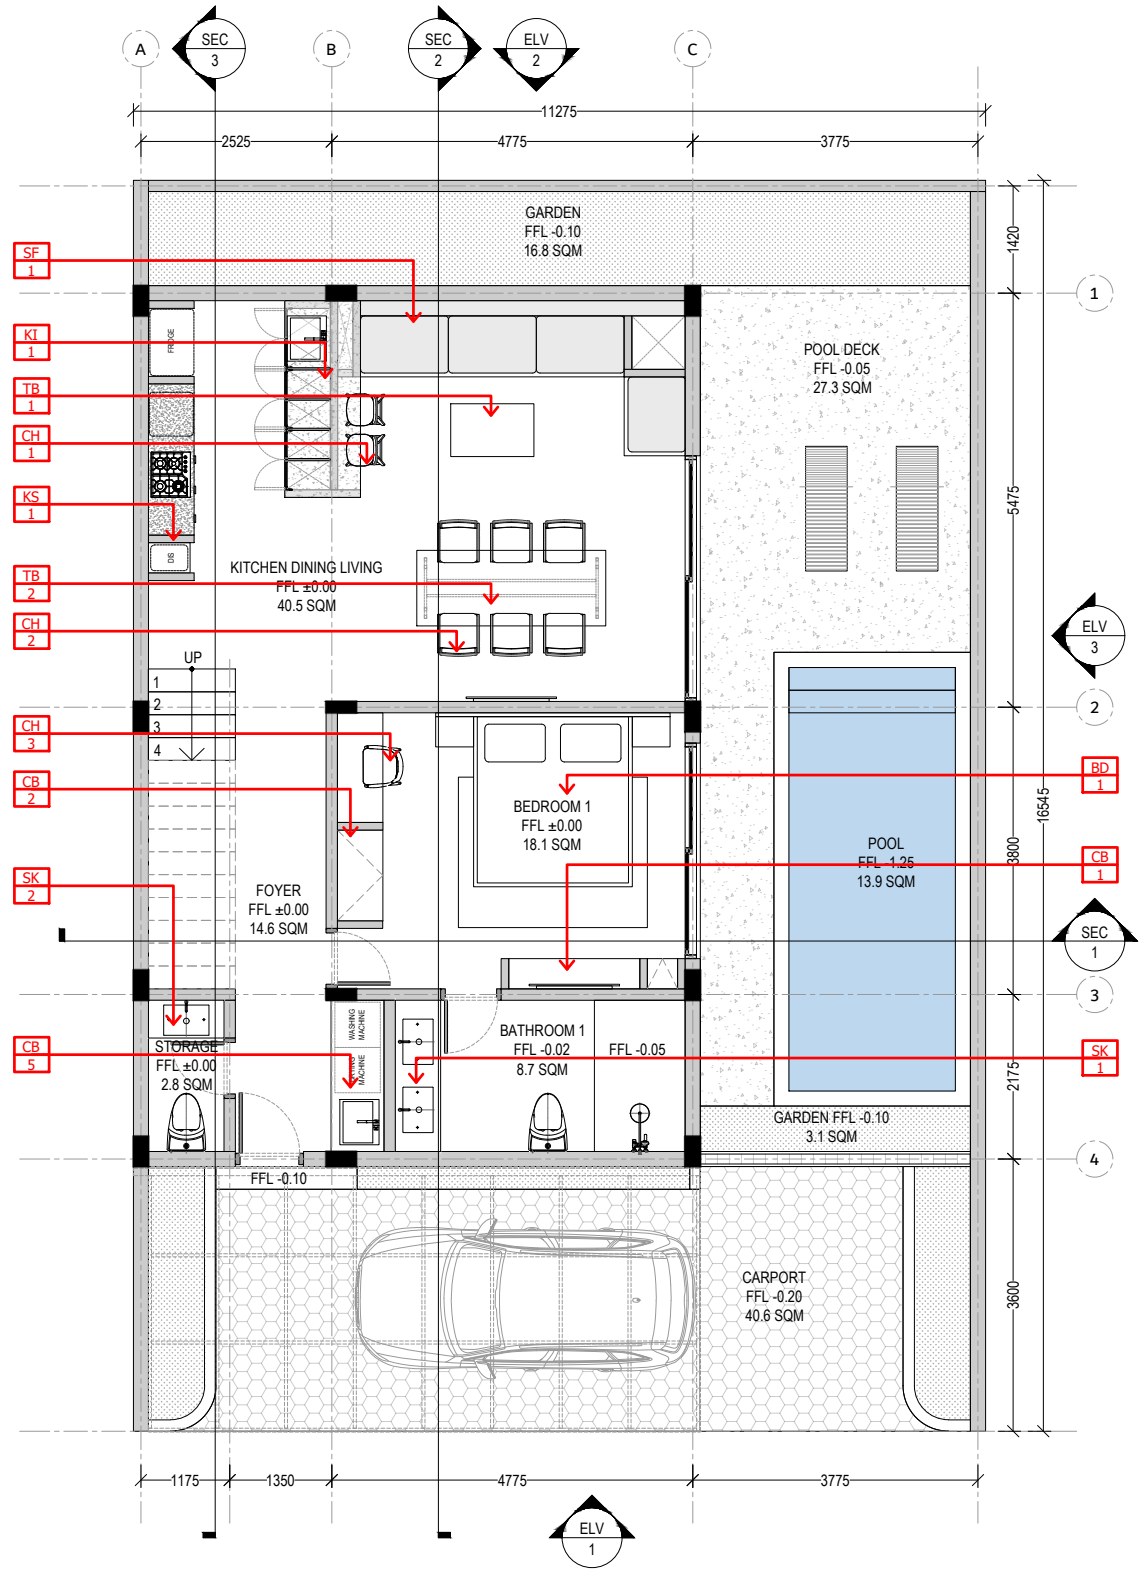 A
SEC
3
B
SEC
2
ELV
2
C
11275
2525
4775
3775
GARDEN
FFL -0.10
16.8 SQM
1420
SF
1
1
FRIDGE
KI
1
POOL DECK
FFL -0.05
27.3 SQM
TB
1
CH
1
KS
1
5475
DIS
KITCHEN DINING LIVING
FFL ±0.00
40.5 SQM
TB
2
CH
2
ELV
3
UP
1
2
3
4
2
CH
3
CB
2
BD
1
BEDROOM 1
FFL ±0.00
18.1 SQM
16545
3800
POOL
FFL -1.25
13.9 SQM
CB
1
SK
2
FOYER
FFL ±0.00
14.6 SQM
SEC
1
3
WASHING
MACHINE
BATHROOM 1
FFL -0.02
8.7 SQM
FFL -0.05
CB
5
STORAGE
FFL ±0.00
2.8 SQM
MACHINE
SK
1
2175
GARDEN FFL -0.10
3.1 SQM
4
FFL -0.10
CARPORT
FFL -0.20
40.6 SQM
3600
1175
1350
4775
3775
ELV
1